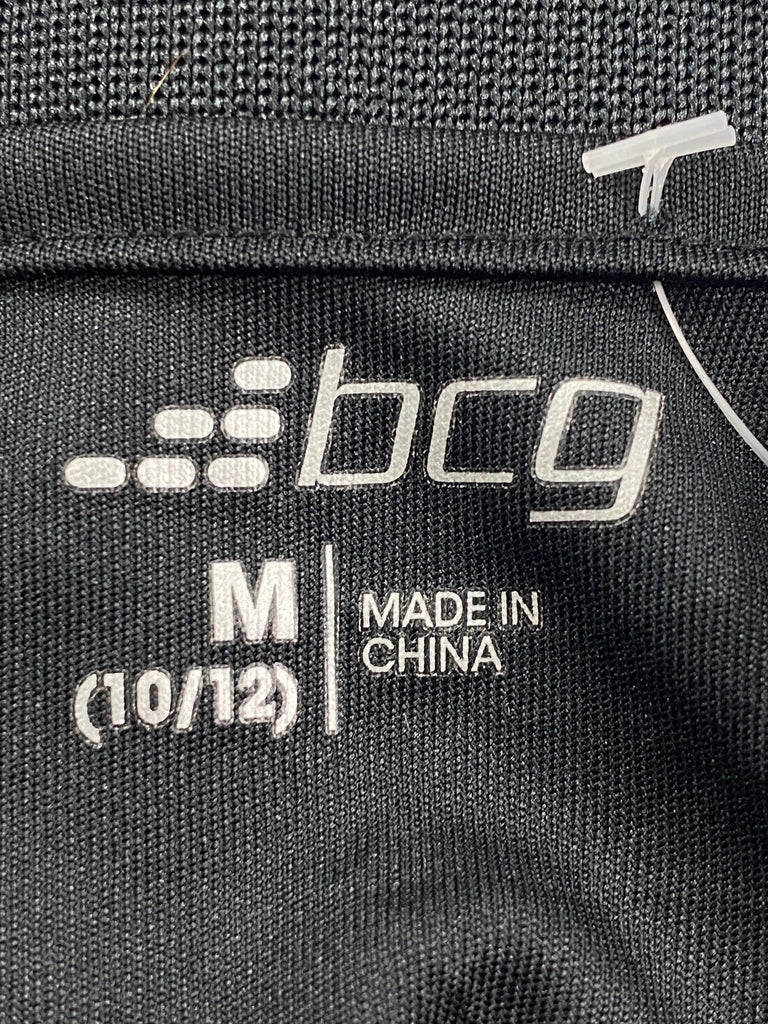 bcg
M
(10/12)
MADE IN
CHINA